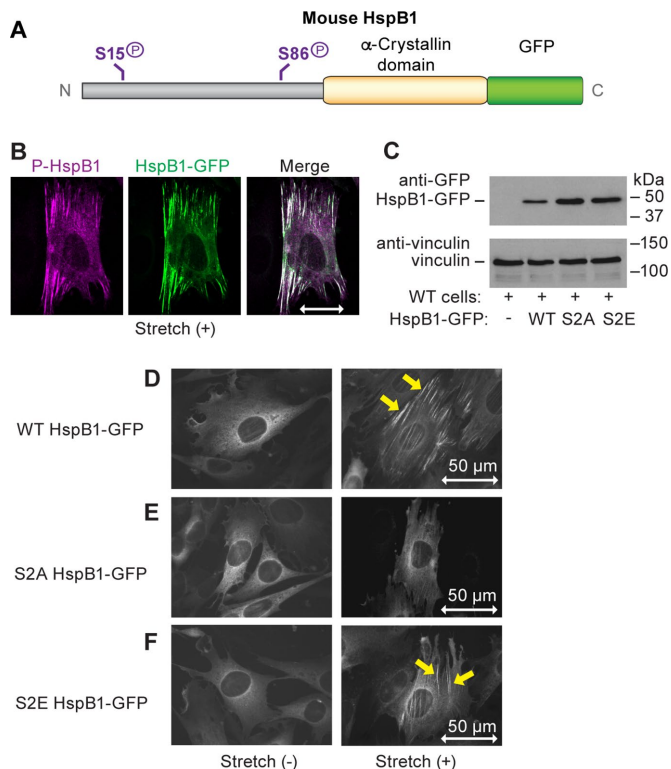 A
Mouse HspB1
S15 P
S86 P
α-Crystallin
domain
GFP
N
C
B
P-HspB1
HspB1-GFP
Merge
Stretch (+)
C
kDa
anti-GFP
HspB1-GFP –
– 50
– 37
anti-vinculin
vinculin –
–150
–100
WT cells: + + + +
HspB1-GFP: - WT S2A S2E
D
WT HspB1-GFP
50 µm
E
S2A HspB1-GFP
50 µm
F
S2E HspB1-GFP
50 µm
Stretch (-)
Stretch (+)